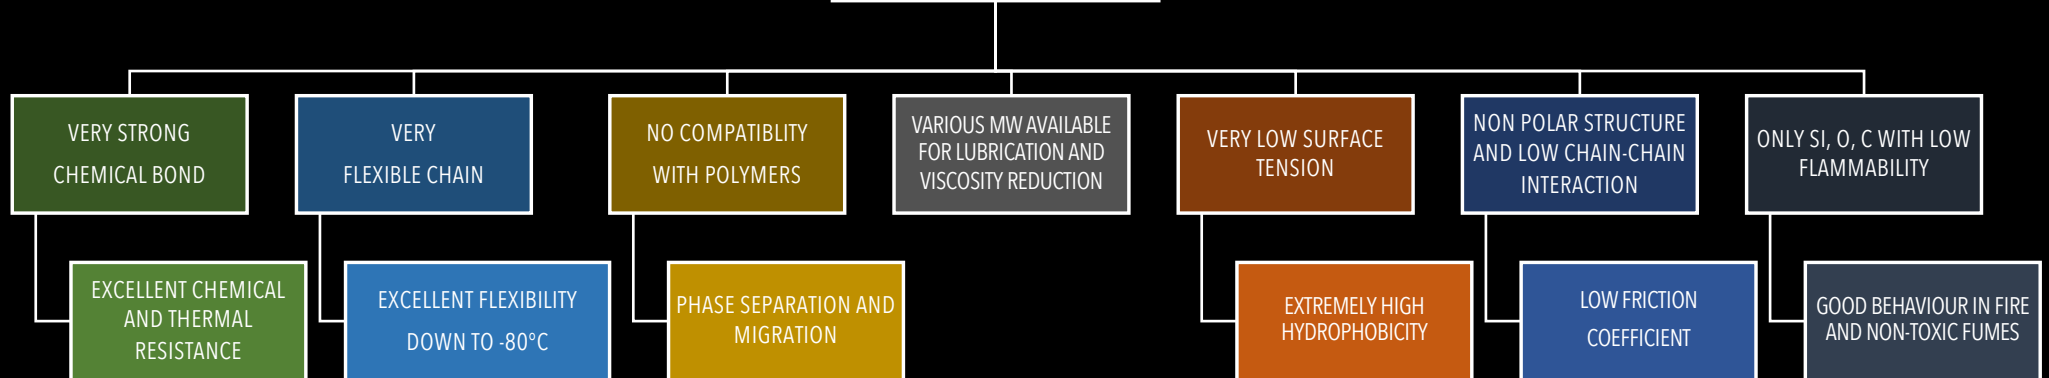 VERY STRONG
CHEMICAL BOND
VERY
FLEXIBLE CHAIN
NO COMPATIBLITY
WITH POLYMERS
VARIOUS MW AVAILABLE
FOR LUBRICATION AND
VISCOSITY REDUCTION
VERY LOW SURFACE
TENSION
NON POLAR STRUCTURE
AND LOW CHAIN-CHAIN
INTERACTION
ONLY SI, O, C WITH LOW
FLAMMABILITY
EXCELLENT CHEMICAL
AND THERMAL
RESISTANCE
EXCELLENT FLEXIBILITY
DOWN TO -80°C
PHASE SEPARATION AND
MIGRATION
EXTREMELY HIGH
HYDROPHOBICITY
LOW FRICTION
COEFFICIENT
GOOD BEHAVIOUR IN FIRE
AND NON-TOXIC FUMES